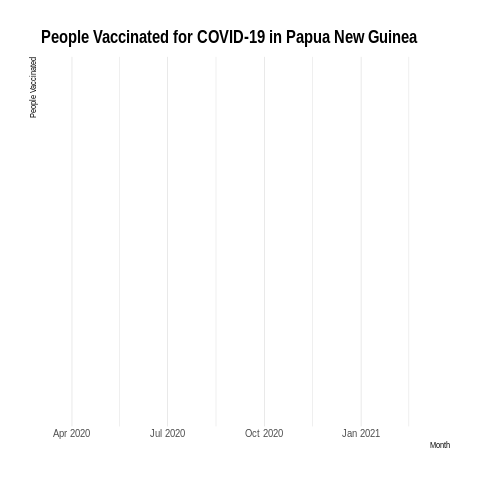 People Vaccinated for COVID-19 in Papua New Guinea
People Vaccinated
Apr 2020
Jul 2020
Oct 2020
Jan 2021
Month